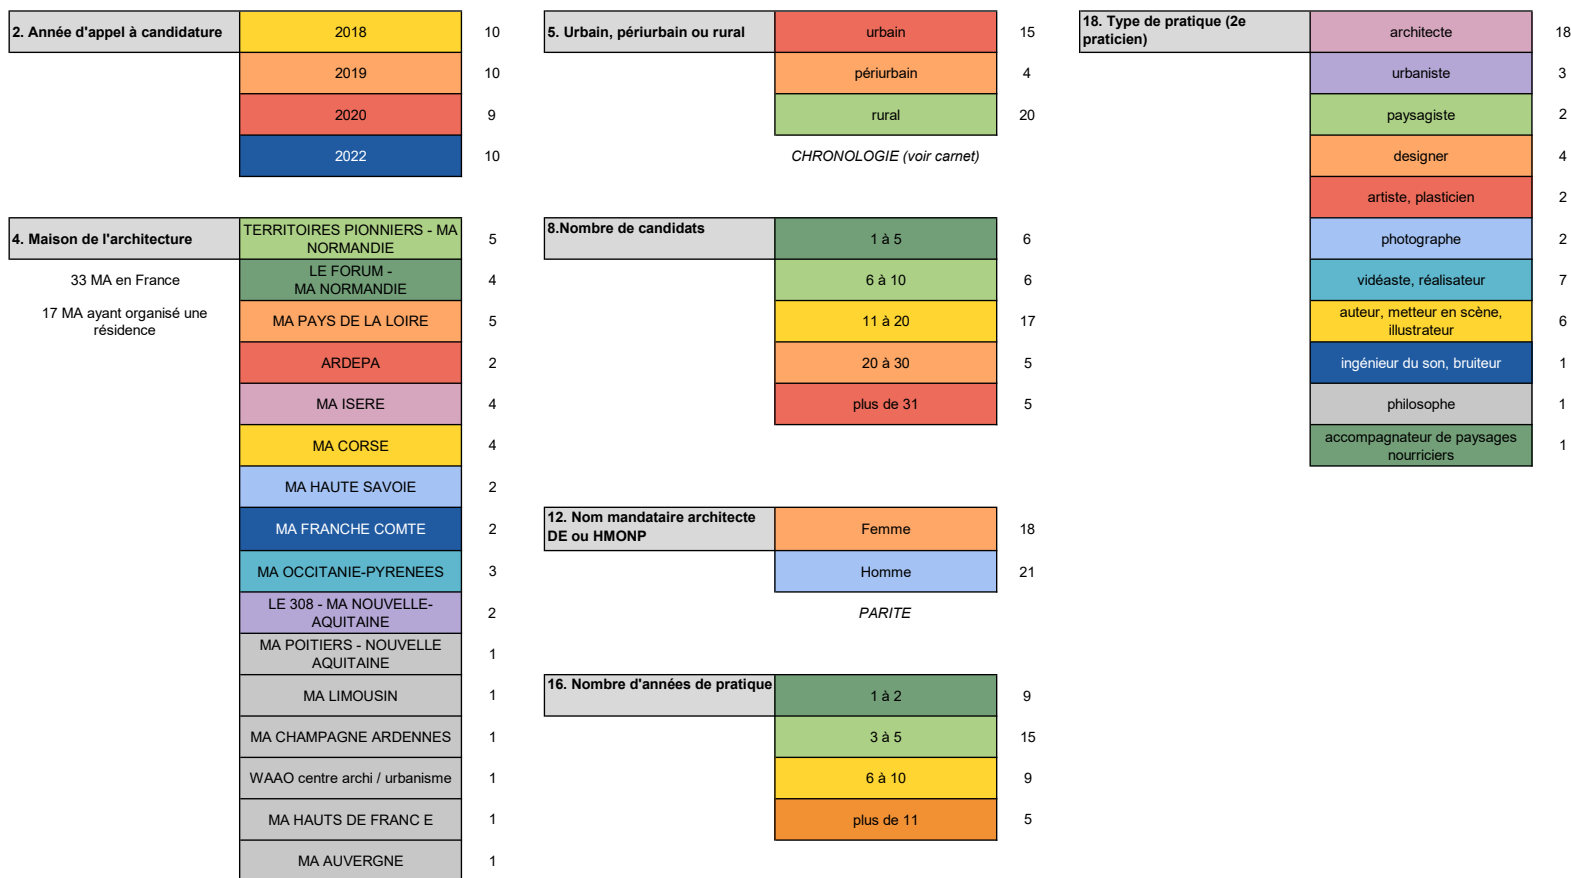 2. Année d'appel à candidature
2018
10
2019
10
2020
9
2022
10
4. Maison de l'architecture
33 MA en France
17 MA ayant organisé une
résidence
TERRITOIRES PIONNIERS - MA
NORMANDIE
5
LE FORUM -
MA NORMANDIE
4
MA PAYS DE LA LOIRE
5
ARDEPA
2
MA ISERE
4
MA CORSE
4
MA HAUTE SAVOIE
2
MA FRANCHE COMTE
2
MA OCCITANIE-PYRENEES
3
LE 308 - MA NOUVELLE-
AQUITAINE
2
MA POITIERS - NOUVELLE
AQUITAINE
1
MA LIMOUSIN
1
MA CHAMPAGNE ARDENNES
1
WAAO centre archi / urbanisme
1
MA HAUTS DE FRANC E
1
MA AUVERGNE
1
5. Urbain, périurbain ou rural
urbain
15
périurbain
4
rural
20
CHRONOLOGIE (voir carnet)
8.Nombre de candidats
1 à 5
6
6 à 10
6
11 à 20
17
20 à 30
5
plus de 31
5
12. Nom mandataire architecte
DE ou HMONP
Femme
18
Homme
21
PARITE
16. Nombre d'années de pratique
1 à 2
9
3 à 5
15
6 à 10
9
plus de 11
5
18. Type de pratique (2e
praticien)
architecte
18
urbaniste
3
paysagiste
2
designer
4
artiste, plasticien
2
photographe
2
vidéaste, réalisateur
7
auteur, metteur en scène,
illustrateur
6
ingénieur du son, bruiteur
1
philosophe
1
accompagnateur de paysages
nourriciers
1